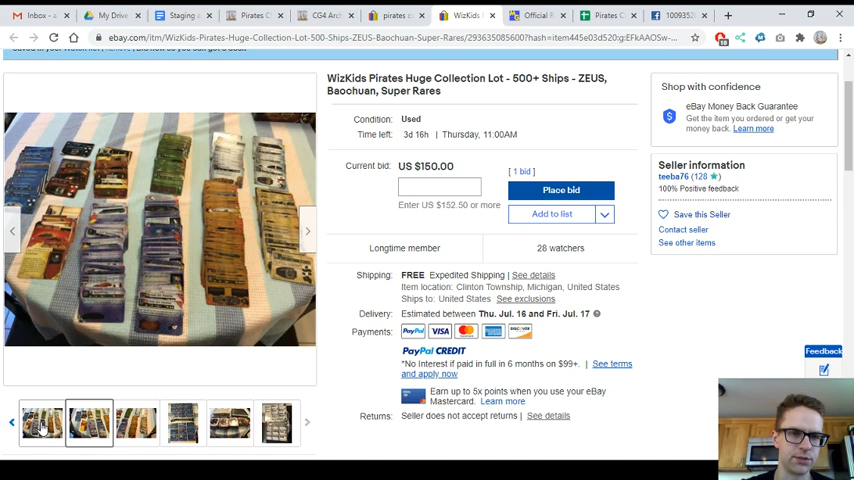 Inbox - a
My Drive
Staging a
Pirates C
CG4 Arch
pirates c
WizKids
Official R
Pirates C
1009353
ebay.com/itm/WizKids-Pirates-Huge-Collection-Lot-500-Ships-ZEUS-Baochuan-Super-Rares/293635085600?hash=item445e03d520:g:EFkAAOSw-...
WizKids Pirates Huge Collection Lot - 500+ Ships - ZEUS,
Baochuan, Super Rares
Condition: Used
Time left: 3d 16h | Thursday, 11:00AM
Current bid: US $150.00
[ 1 bid ]
Place bid
Enter US $152.50 or more
Add to list
Longtime member
28 watchers
Shipping: FREE Expedited Shipping | See details
Item location: Clinton Township, Michigan, United States
Ships to: United States See exclusions
Delivery: Estimated between Thu. Jul. 16 and Fri. Jul. 17
Payments: PayPal VISA
PayPal CREDIT
*No Interest if paid in full in 6 months on $99+. | See terms
and apply now
Earn up to 5x points when you use your eBay
Mastercard. Learn more
Returns: Seller does not accept returns | See details
Shop with confidence
eBay Money Back Guarantee
Get the item you ordered or get your
money back. Learn more
Seller information
teeba76 (128 ★)
100% Positive feedback
Save this Seller
Contact seller
See other items
Feedback